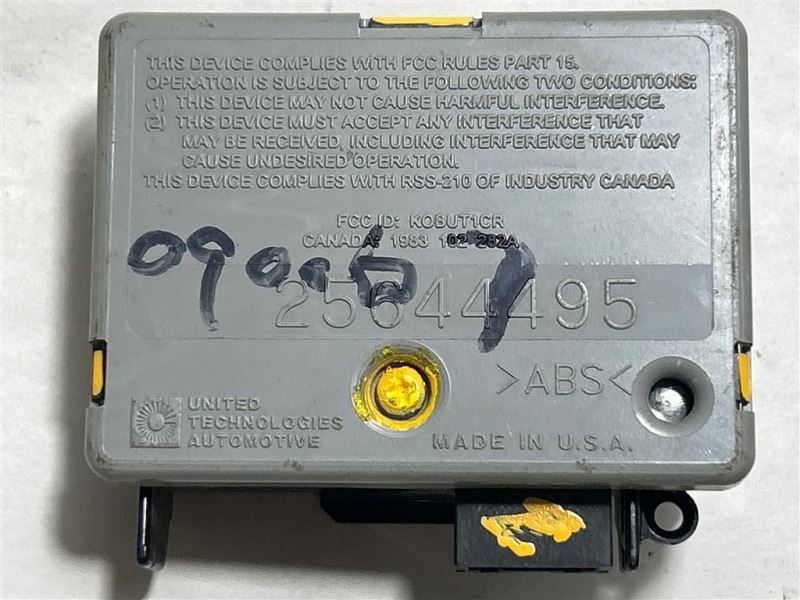 THIS DEVICE COMPLIES WITH FCC RULES PART 15.
OPERATION IS SUBJECT TO THE FOLLOWING TWO CONDITIONS:
(1) THIS DEVICE MAY NOT CAUSE HARMFUL INTERFERENCE.
(2) THIS DEVICE MUST ACCEPT ANY INTERFERENCE THAT
MAY BE RECEIVED, INCLUDING INTERFERENCE THAT MAY
CAUSE UNDESIRED OPERATION.
THIS DEVICE COMPLIES WITH RSS-210 OF INDUSTRY CANADA
FCC ID: KOBUT1CR
CANADA: 1983 102 282A
25644495
>ABS<
UNITED
TECHNOLOGIES
AUTOMOTIVE
MADE IN U.S.A.